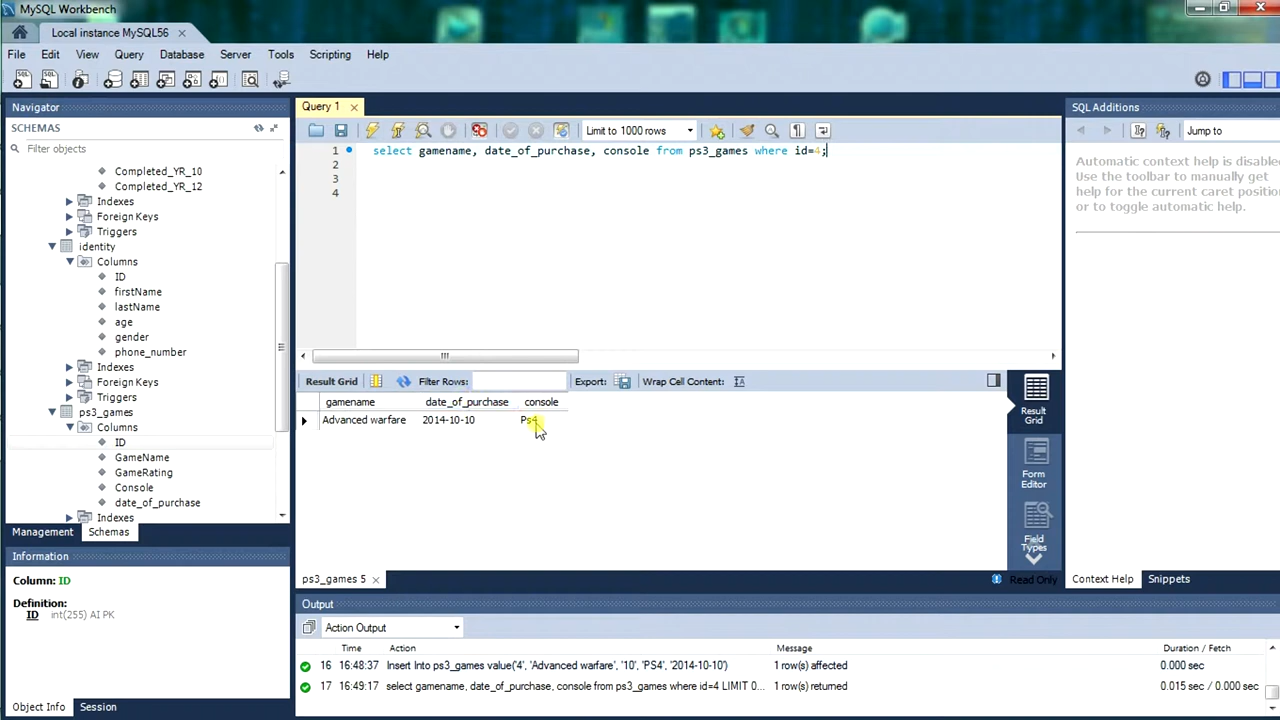 MySQL Workbench
Local instance MySQL56
File Edit View Query Database Server Tools Scripting Help
Navigator
SCHEMAS
Filter objects
Completed_YR_10
Completed_YR_12
Indexes
Foreign Keys
Triggers
identity
Columns
ID
firstName
lastName
age
gender
phone_number
Indexes
Foreign Keys
Triggers
ps3_games
Columns
ID
GameName
GameRating
Console
date_of_purchase
Indexes
Management Schemas
Information
Column: ID
Definition:
ID int(255) AI PK
Object Info Session
Query 1
Limit to 1000 rows
1 select gamename, date_of_purchase, console from ps3_games where id=4;
2
3
4
Result Grid Filter Rows: Export: Wrap Cell Content:
gamename date_of_purchase console
Advanced warfare 2014-10-10 Ps4
Result Grid
Form Editor
Field Types
ps3_games 5
Read Only
SQL Additions
Jump to
Automatic context help is disable
Use the toolbar to manually get
help for the current caret position
or to toggle automatic help.
Context Help Snippets
Output
Action Output
Time Action Message Duration / Fetch
16 16:48:37 Insert Into ps3_games value('4', 'Advanced warfare', '10', 'PS4', '2014-10-10') 1 row(s) affected 0.000 sec
17 16:49:17 select gamename, date_of_purchase, console from ps3_games where id=4 LIMIT 0... 1 row(s) returned 0.015 sec / 0.000 sec